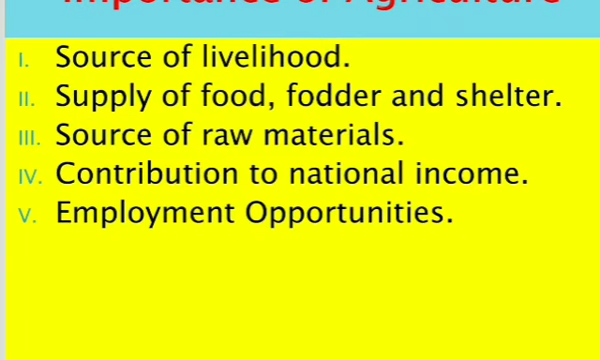 Importance of Agriculture
I. Source of livelihood.
II. Supply of food, fodder and shelter.
III. Source of raw materials.
IV. Contribution to national income.
V. Employment Opportunities.